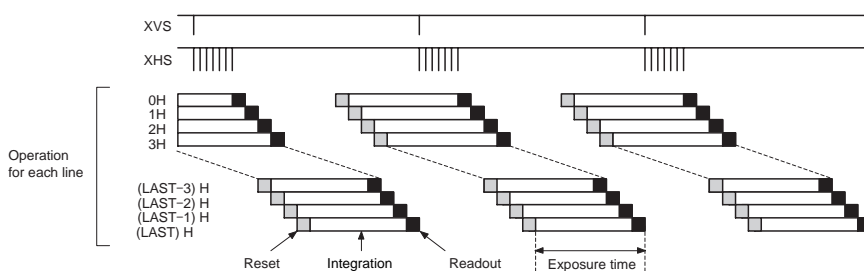 XVS
XHS
0H
1H
2H
3H
Operation
for each line
(LAST−3) H
(LAST−2) H
(LAST−1) H
(LAST) H
Reset
Integration
Readout
Exposure time